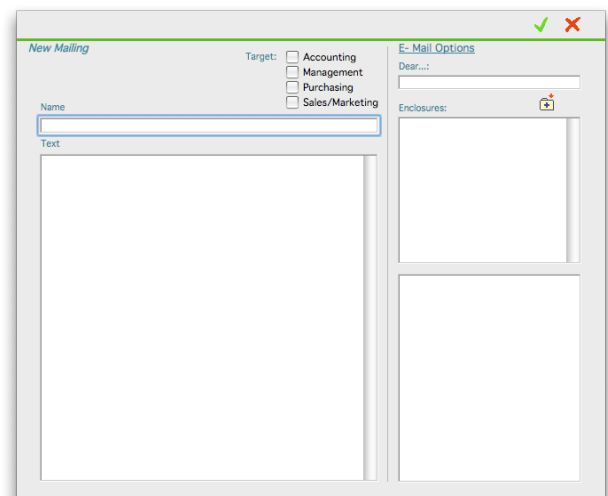 New Mailing
Target:
Accounting
Management
Purchasing
Sales/Marketing
Name
Text
E- Mail Options
Dear...:
Enclosures: